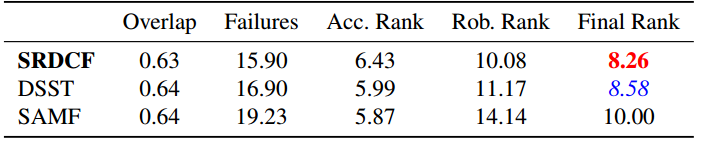 Overlap Failures Acc. Rank Rob. Rank Final Rank
SRDCF 0.63 15.90 6.43 10.08 8.26
DSST 0.64 16.90 5.99 11.17 8.58
SAMF 0.64 19.23 5.87 14.14 10.00